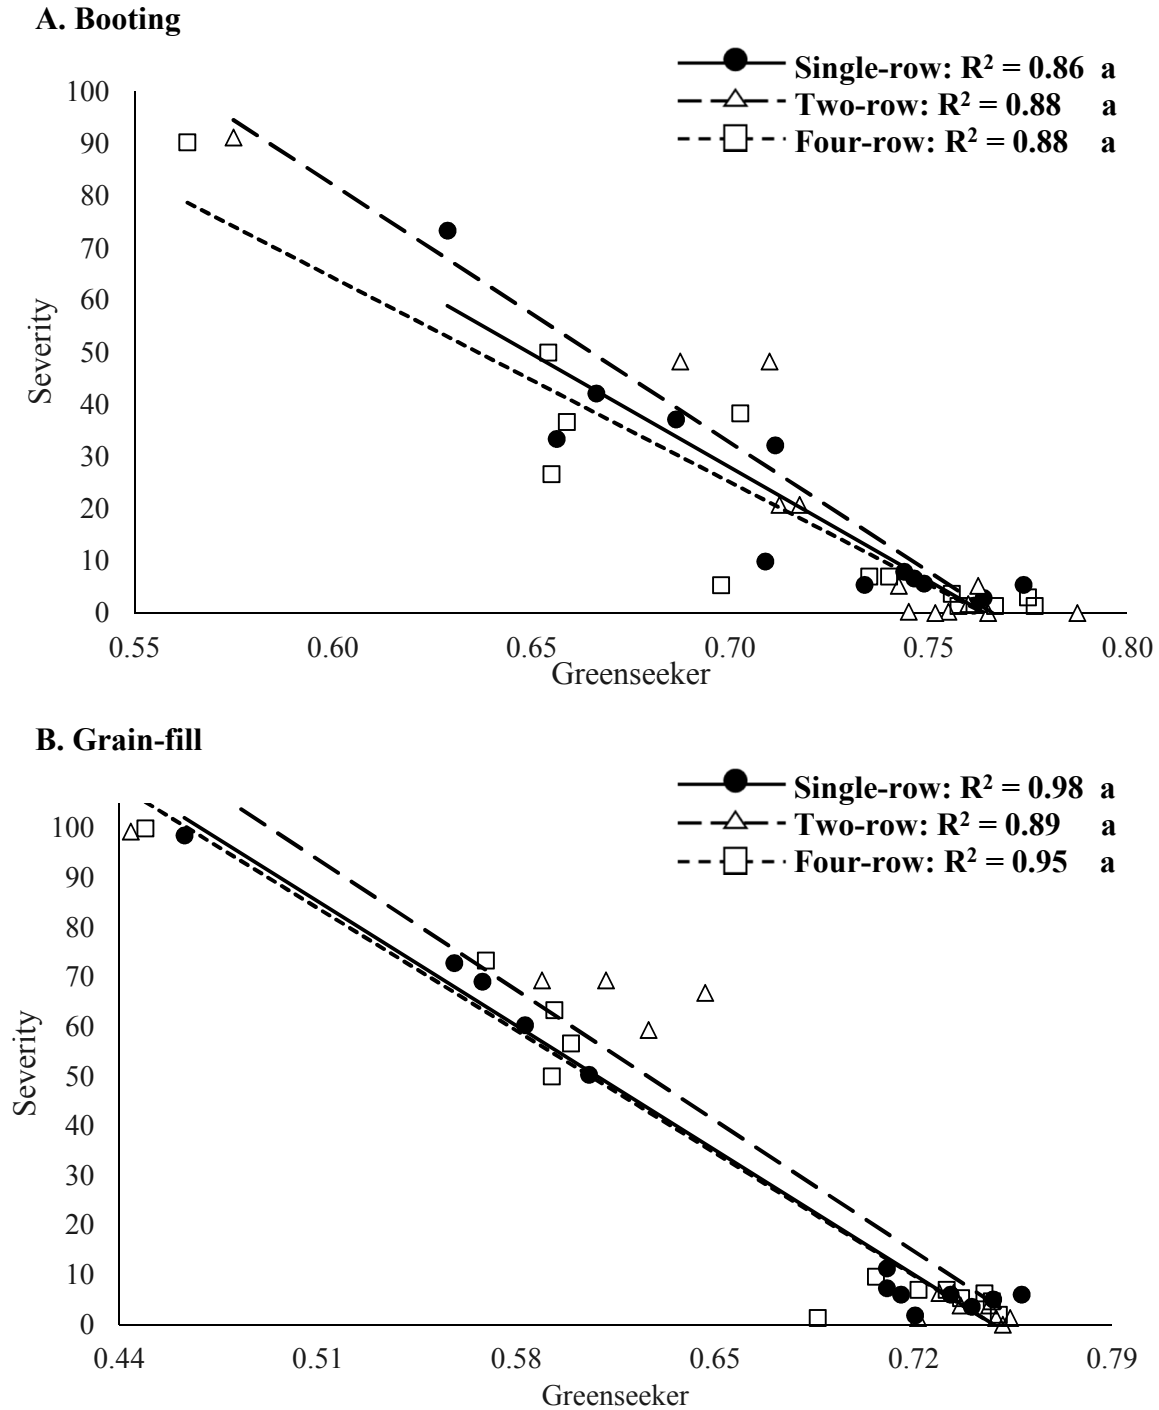 A. Booting
Single-row: R² = 0.86 a
Two-row: R² = 0.88 a
Four-row: R² = 0.88 a
100
90
80
70
60
50
40
30
20
10
0
Severity
0.55 0.60 0.65 0.70 0.75 0.80
Greenseeker
B. Grain-fill
Single-row: R² = 0.98 a
Two-row: R² = 0.89 a
Four-row: R² = 0.95 a
100
90
80
70
60
50
40
30
20
10
0
Severity
0.44 0.51 0.58 0.65 0.72 0.79
Greenseeker